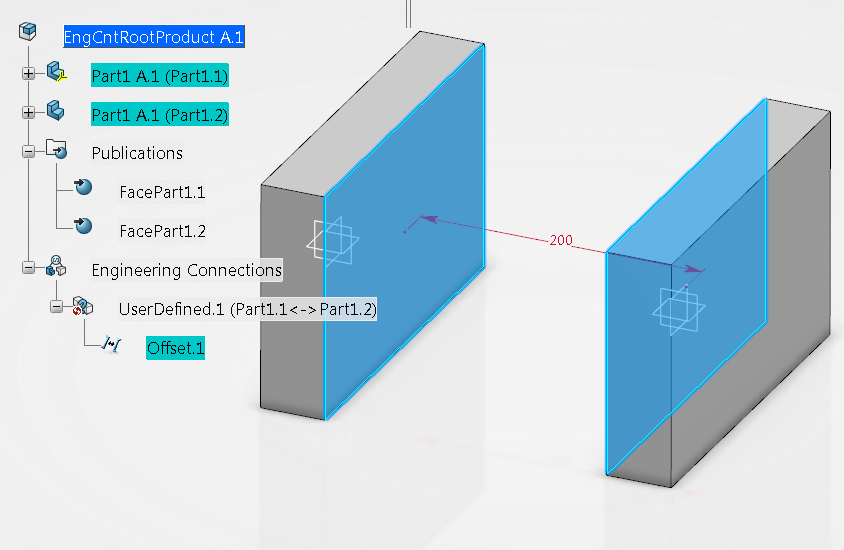 EngCntRootProduct A.1
Part1 A.1 (Part1.1)
Part1 A.1 (Part1.2)
Publications
FacePart1.1
FacePart1.2
Engineering Connections
UserDefined.1 (Part1.1<->Part1.2)
Offset.1
200